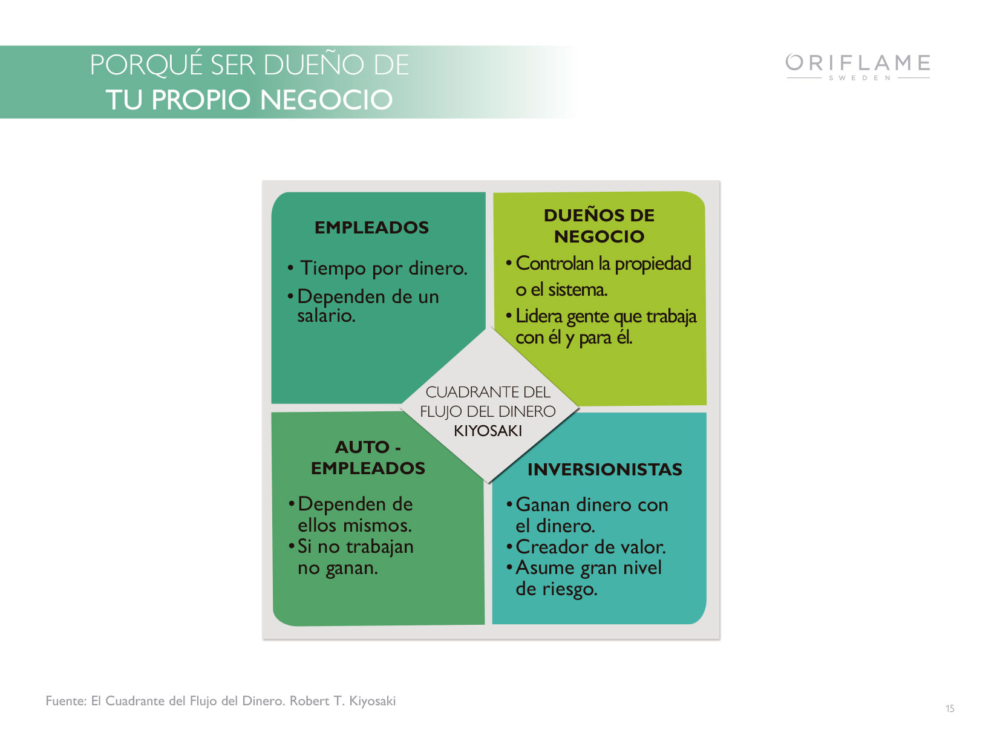 PORQUÉ SER DUEÑO DE
TU PROPIO NEGOCIO
ORIFLAME
SWEDEN
EMPLEADOS
• Tiempo por dinero.
• Dependen de un
salario.
DUEÑOS DE
NEGOCIO
• Controlan la propiedad
o el sistema.
• Lidera gente que trabaja
con él y para él.
CUADRANTE DEL
FLUJO DEL DINERO
KIYOSAKI
AUTO -
EMPLEADOS
• Dependen de
ellos mismos.
• Si no trabajan
no ganan.
INVERSIONISTAS
• Ganan dinero con
el dinero.
• Creador de valor.
• Asume gran nivel
de riesgo.
Fuente: El Cuadrante del Flujo del Dinero. Robert T. Kiyosaki
15